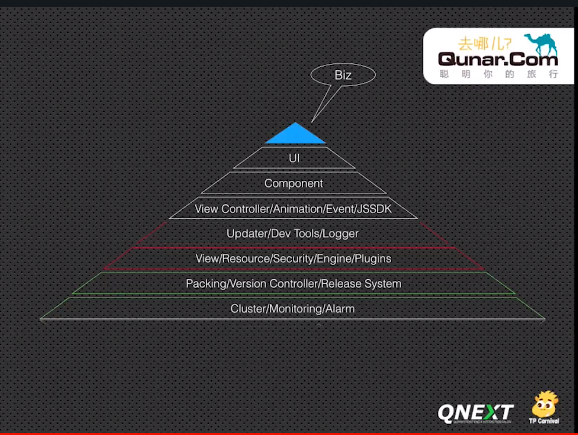 去哪儿?
Qunar.Com
聪明你的旅行
Biz
UI
Component
View Controller/Animation/Event/JSSDK
Updater/Dev Tools/Logger
View/Resource/Security/Engine/Plugins
Packing/Version Controller/Release System
Cluster/Monitoring/Alarm
QNEXT
TP Carnival